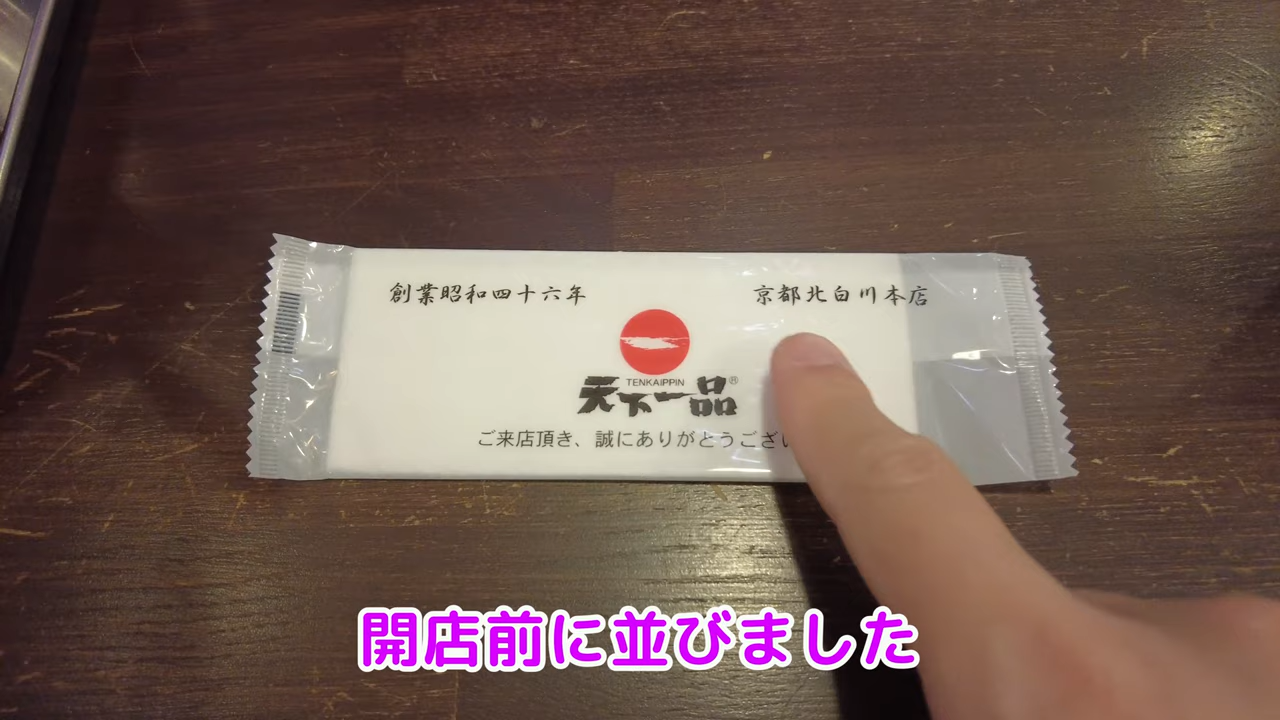 創業昭和四十六年
京都北白川本店
TENKAIPPIN
天下一品®
ご来店頂き、誠にありがとうござい
開店前に並びました